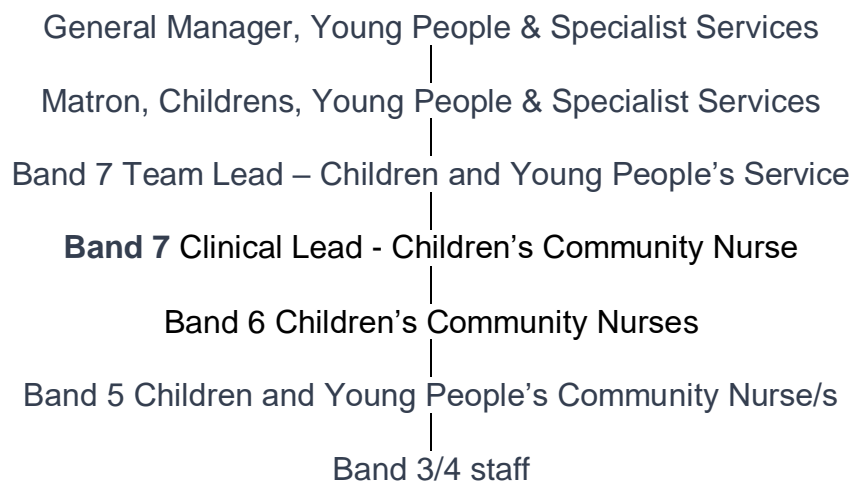 General Manager, Young People & Specialist Services
Matron, Childrens, Young People & Specialist Services
Band 7 Team Lead – Children and Young People’s Service
Band 7 Clinical Lead - Children’s Community Nurse
Band 6 Children’s Community Nurses
Band 5 Children and Young People’s Community Nurse/s
Band 3/4 staff